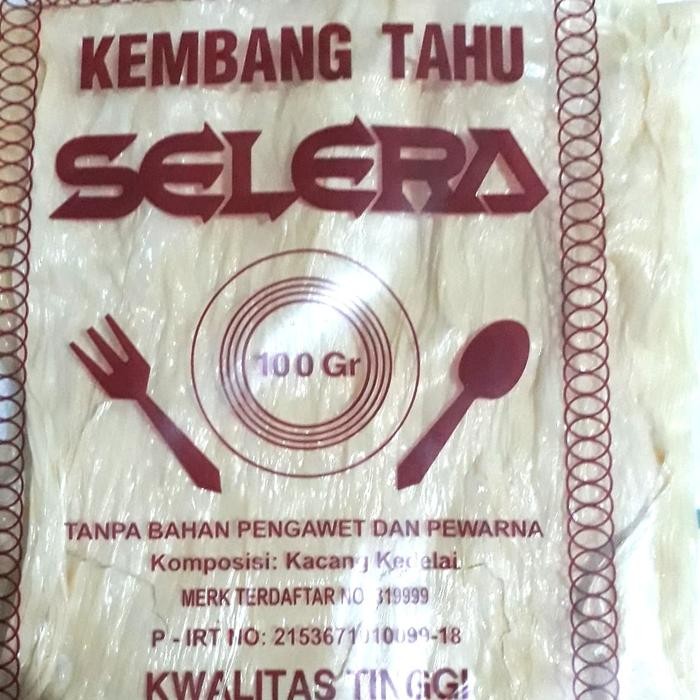 KEMBANG TAHU
SELERA
100 Gr
TANPA BAHAN PENGAWET DAN PEWARNA
Komposisi: Kacang Kedelai
MERK TERDAFTAR NO 319999
P - IRT NO:
KWALITAS TINGGI